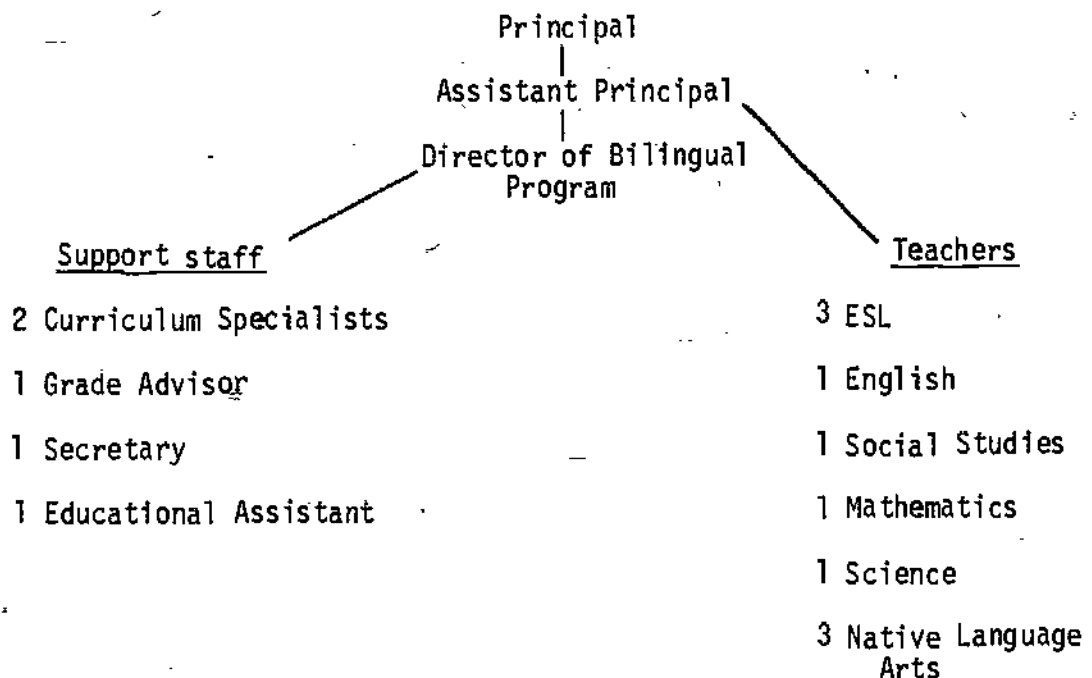 Principal
Assistant Principal
Director of Bilingual
Program
Support staff
2 Curriculum Specialists
1 Grade Advisor
1 Secretary
1 Educational Assistant
Teachers
3 ESL
1 English
1 Social Studies
1 Mathematics
1 Science
3 Native Language
Arts